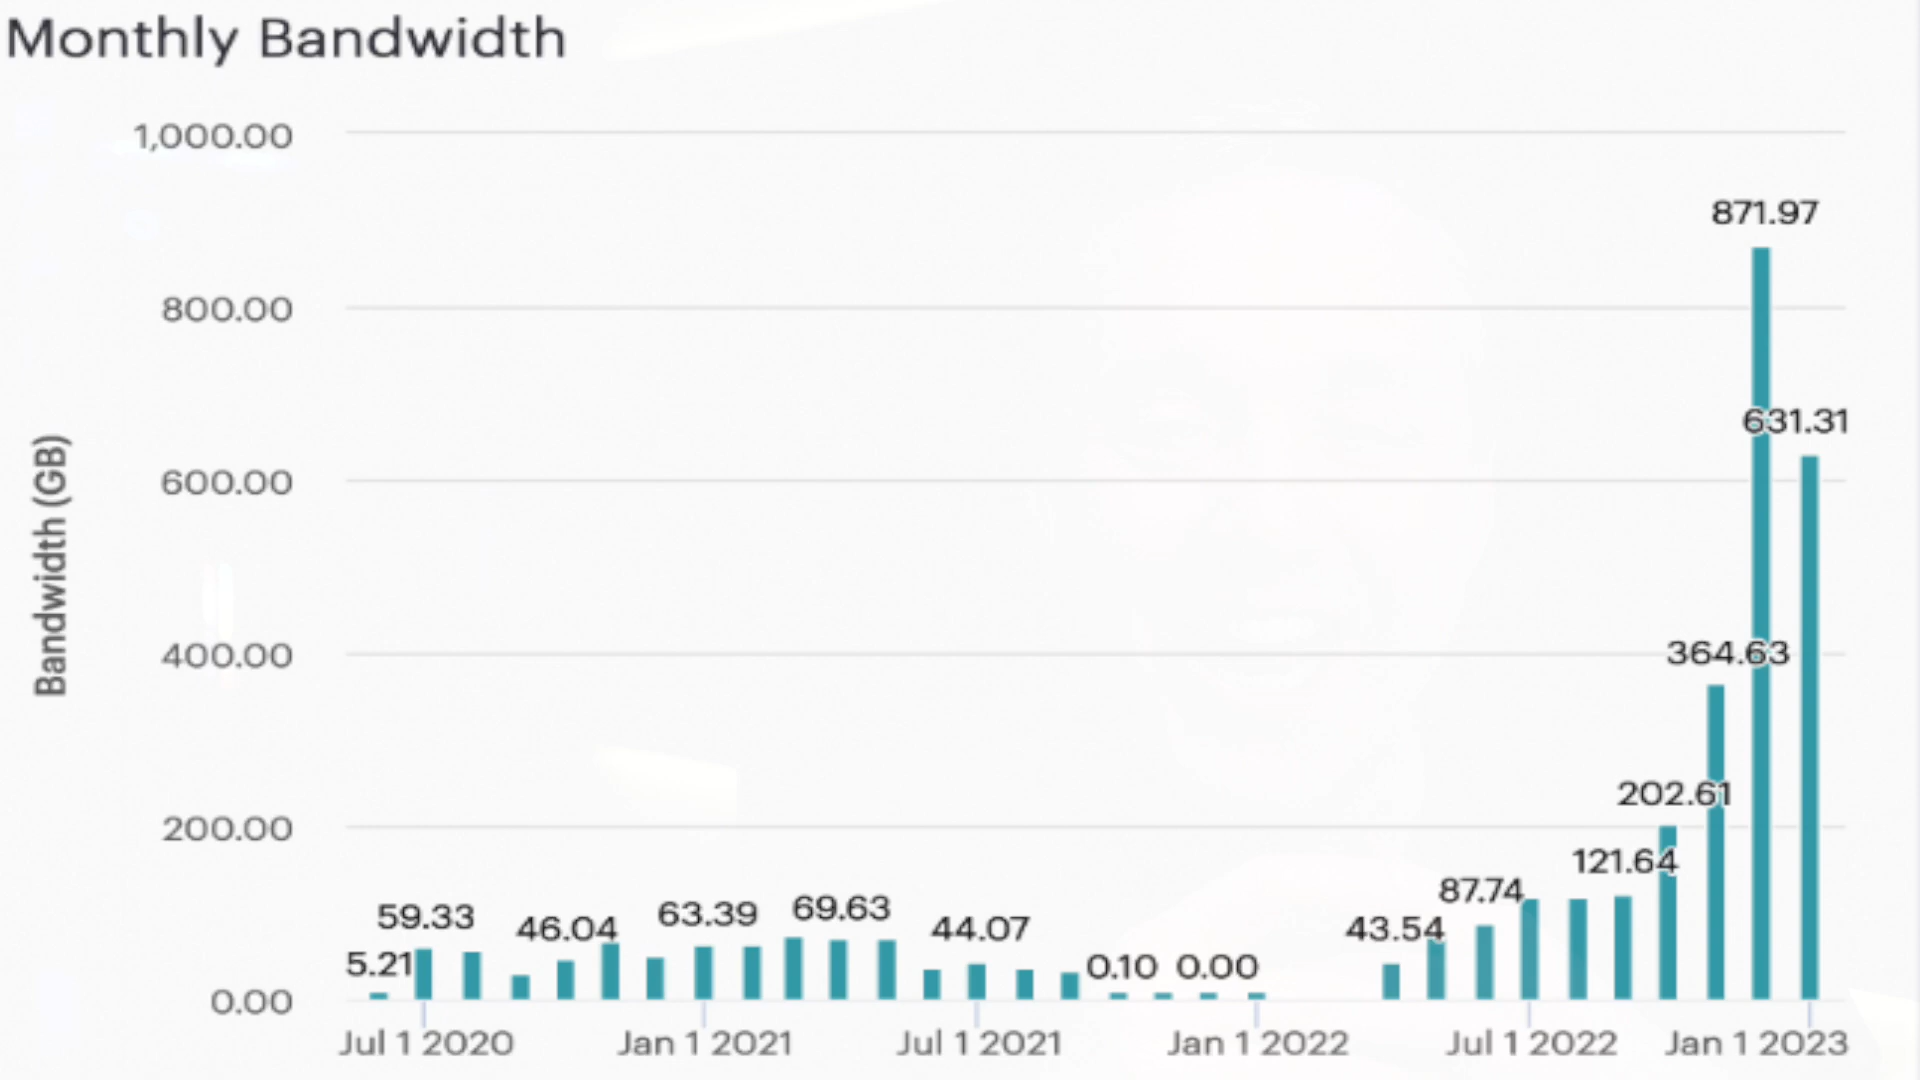 Monthly Bandwidth
1,000.00
871.97
800.00
631.31
600.00
Bandwidth (GB)
400.00
364.63
202.61
200.00
121.64
87.74
59.33
46.04
63.39
69.63
44.07
43.54
5.21
0.10
0.00
0.00
Jul 1 2020
Jan 1 2021
Jul 1 2021
Jan 1 2022
Jul 1 2022
Jan 1 2023